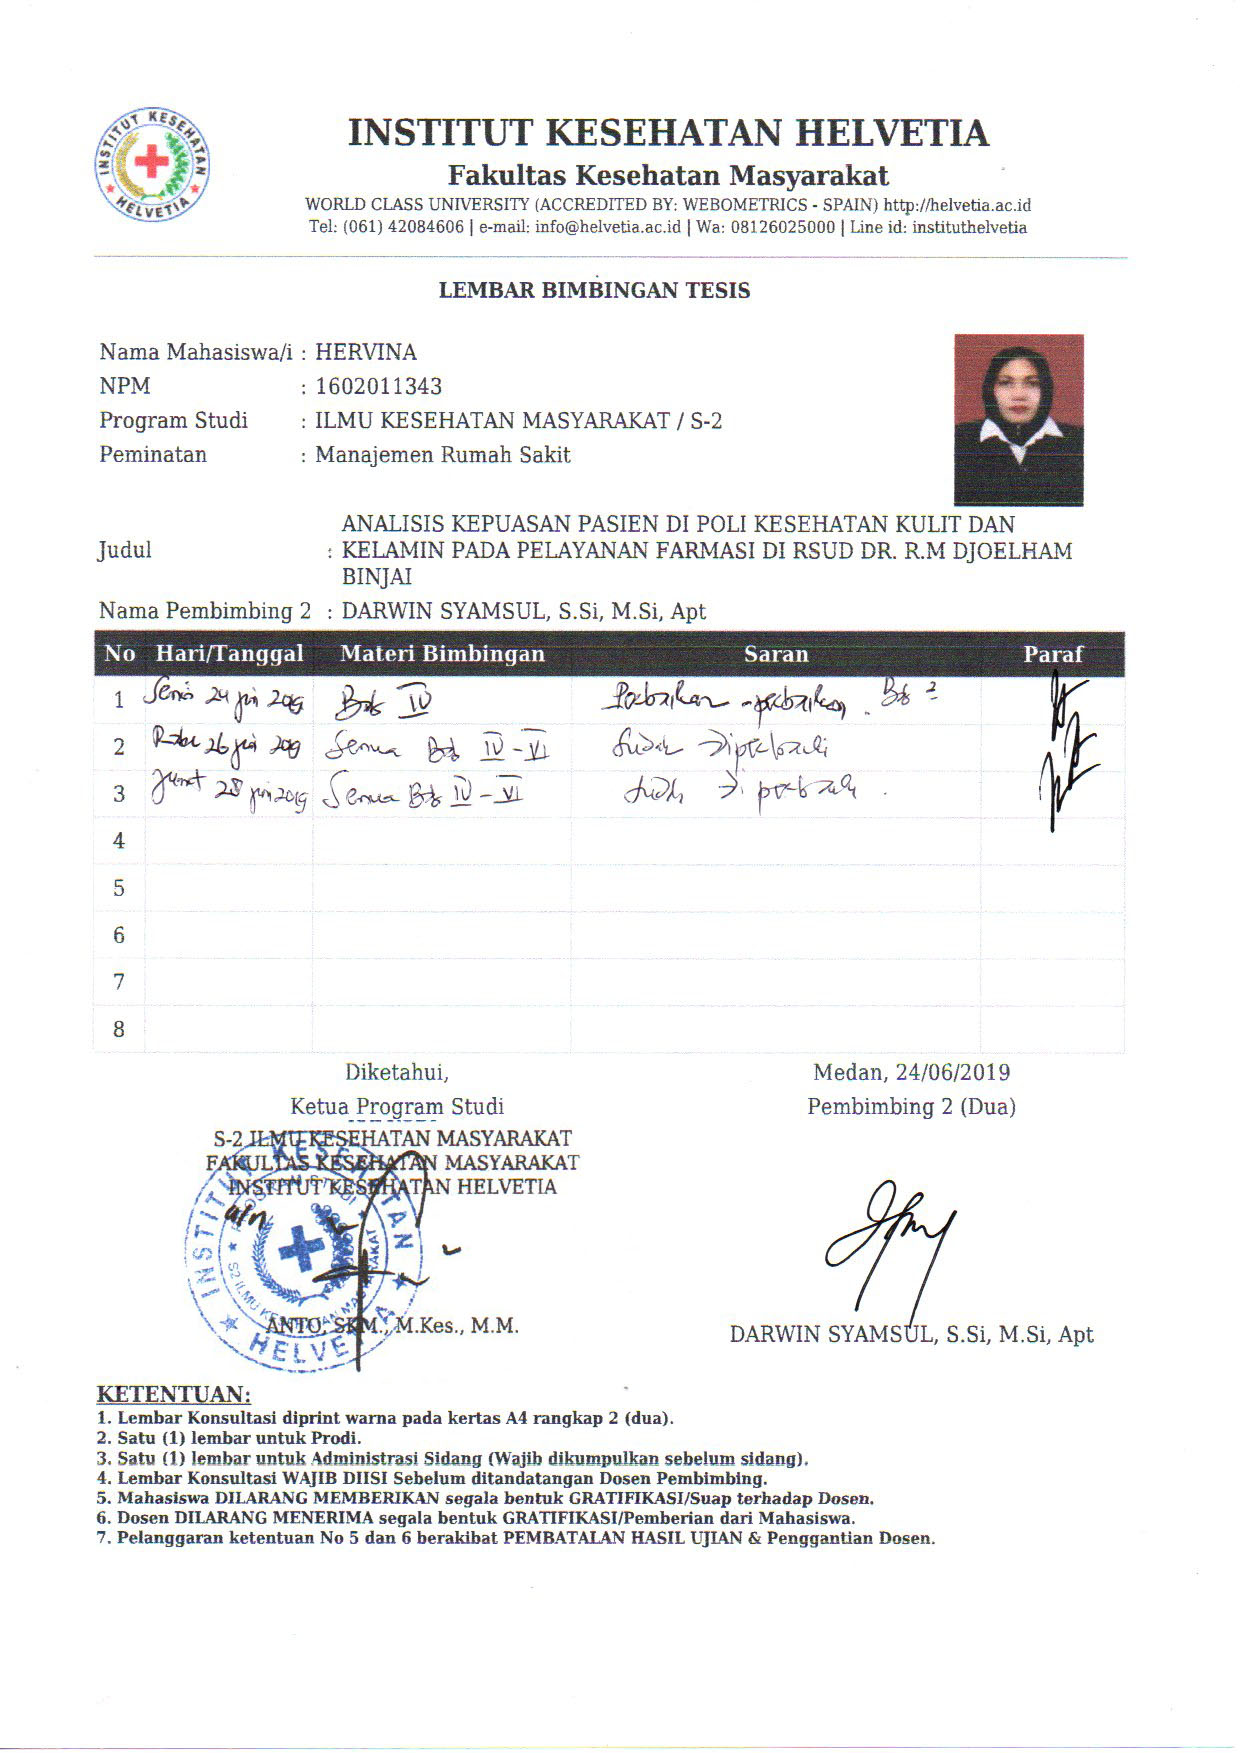 INSTITUT KESEHATAN HELVETIA
INSTITUT KESEHATAN HELVETIA
Fakultas Kesehatan Masyarakat
WORLD CLASS UNIVERSITY (ACCREDITED BY: WEBOMETRICS - SPAIN) http://helvetia.ac.id
Tel: (061) 42084606 | e-mail: info@helvetia.ac.id | Wa: 08126025000 | Line id: instituthelvetia
LEMBAR BIMBINGAN TESIS
Nama Mahasiswa/i : HERVINA
NPM : 1602011343
Program Studi : ILMU KESEHATAN MASYARAKAT / S-2
Peminatan : Manajemen Rumah Sakit
ANALISIS KEPUASAN PASIEN DI POLI KESEHATAN KULIT DAN
Judul : KELAMIN PADA PELAYANAN FARMASI DI RSUD DR. R.M DJOELHAM
BINJAI
Nama Pembimbing 2 : DARWIN SYAMSUL, S.Si, M.Si, Apt
No Hari/Tanggal Materi Bimbingan Saran Paraf
1 Senin 24 juni 2019 Bab IV Perbaikan - perbaikan. Bab
2 Rabu 26 juni 2019 Semua Bab IV - VI Sudah Diperbaiki
3 Jumat 28 juni 2019 Semua Bab IV - VI Sudah Diperbaiki.
4
5
6
7
8
Diketahui, Medan, 24/06/2019
Ketua Program Studi Pembimbing 2 (Dua)
S-2 ILMU KESEHATAN MASYARAKAT
FAKULTAS KESEHATAN MASYARAKAT
INSTITUT KESEHATAN HELVETIA
a/n
INSTITUT KESEHATAN HELVETIA
PROGRAM STUDI
S2 ILMU KESEHATAN MASYARAKAT
ANTO, SKM., M.Kes., M.M.
DARWIN SYAMSUL, S.Si, M.Si, Apt
KETENTUAN:
1. Lembar Konsultasi diprint warna pada kertas A4 rangkap 2 (dua).
2. Satu (1) lembar untuk Prodi.
3. Satu (1) lembar untuk Administrasi Sidang (Wajib dikumpulkan sebelum sidang).
4. Lembar Konsultasi WAJIB DIISI Sebelum ditandatangan Dosen Pembimbing.
5. Mahasiswa DILARANG MEMBERIKAN segala bentuk GRATIFIKASI/Suap terhadap Dosen.
6. Dosen DILARANG MENERIMA segala bentuk GRATIFIKASI/Pemberian dari Mahasiswa.
7. Pelanggaran ketentuan No 5 dan 6 berakibat PEMBATALAN HASIL UJIAN & Penggantian Dosen.